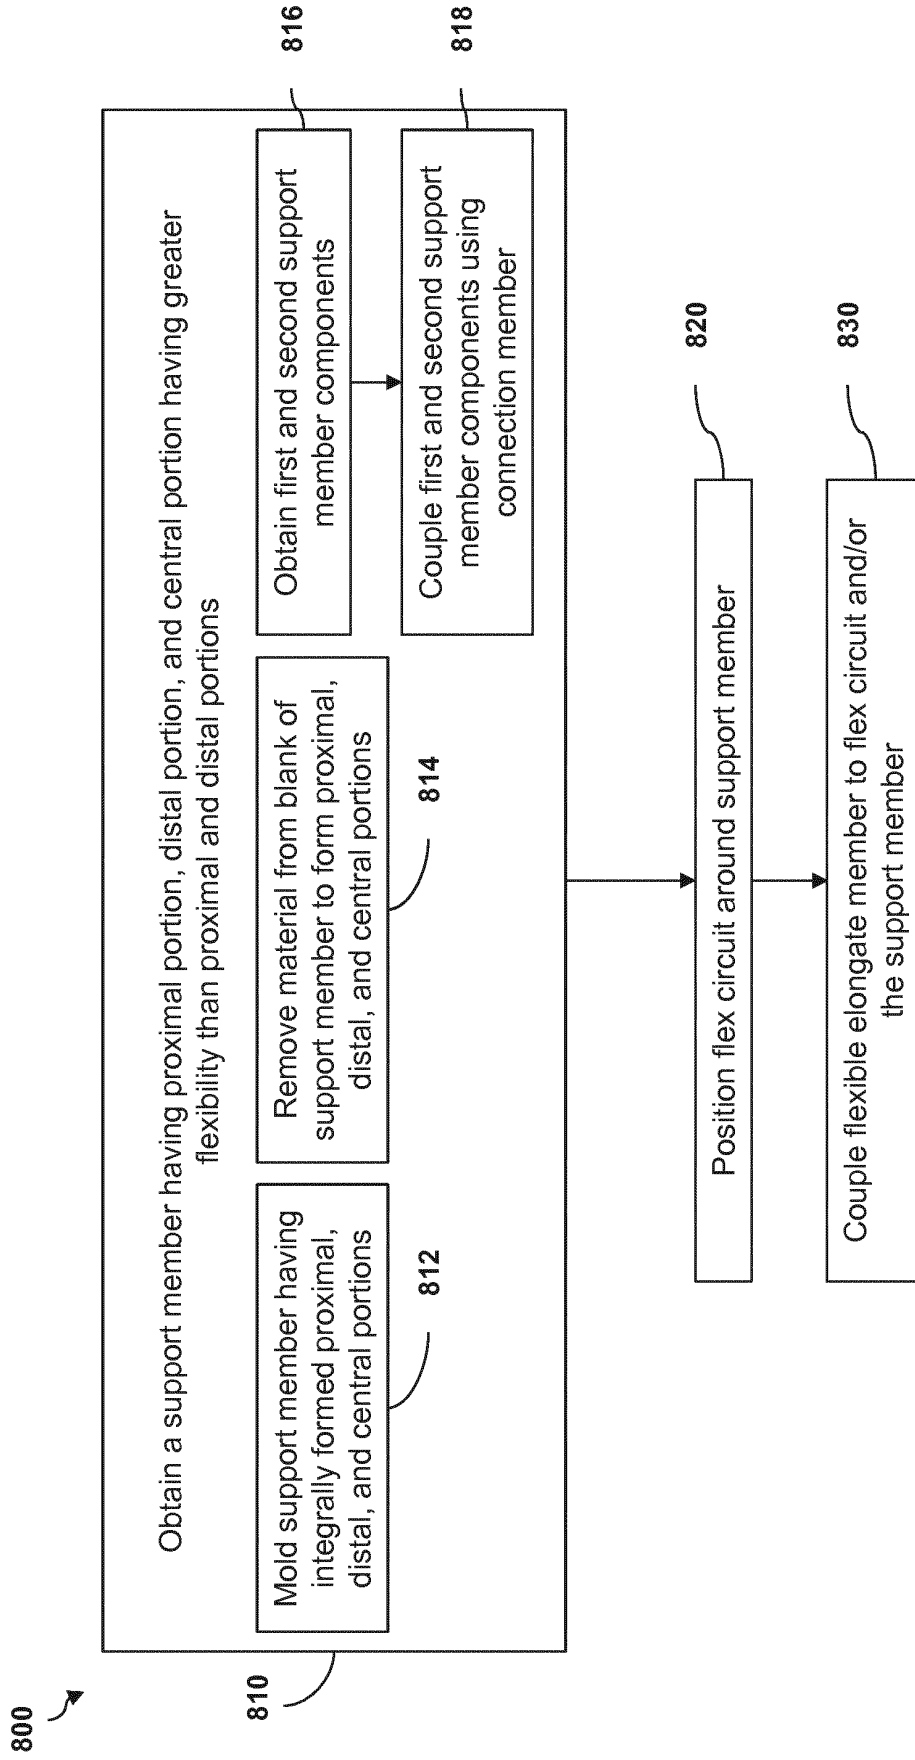 800
810
Obtain a support member having proximal portion, distal portion, and central portion having greater
flexibility than proximal and distal portions
Mold support member having
integrally formed proximal,
distal, and central portions
812
Remove material from blank of
support member to form proximal,
distal, and central portions
814
Obtain first and second support
member components
816
Couple first and second support
member components using
connection member
818
Position flex circuit around support member
820
Couple flexible elongate member to flex circuit and/or
the support member
830